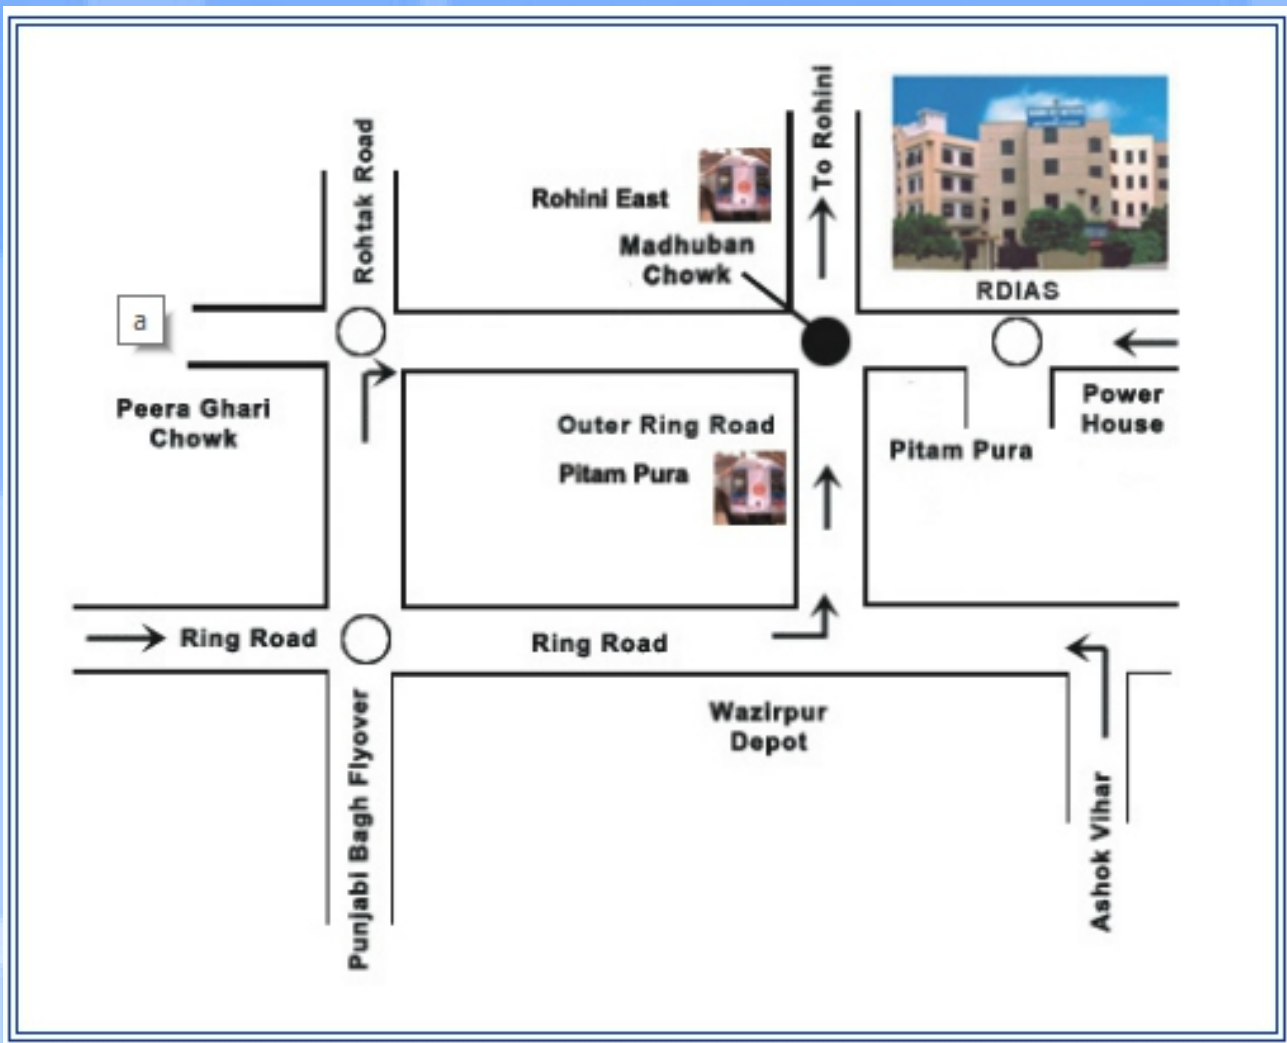 To Rohini
Rohtak Road
Rohini East
Madhuban
Chowk
RDIAS
a
Peera Ghari
Chowk
Outer Ring Road
Pitam Pura
Power
House
Pitam Pura
Ring Road
Ring Road
Wazirpur
Depot
Punjabi Bagh Flyover
Ashok Vihar